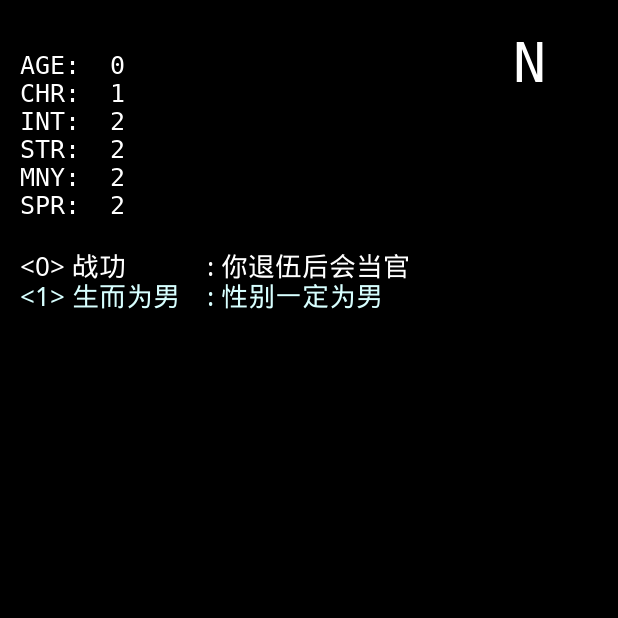 N
AGE: 0
CHR: 1
INT: 2
STR: 2
MNY: 2
SPR: 2
<0> 战功 : 你退伍后会当官
<1> 生而为男 : 性别一定为男